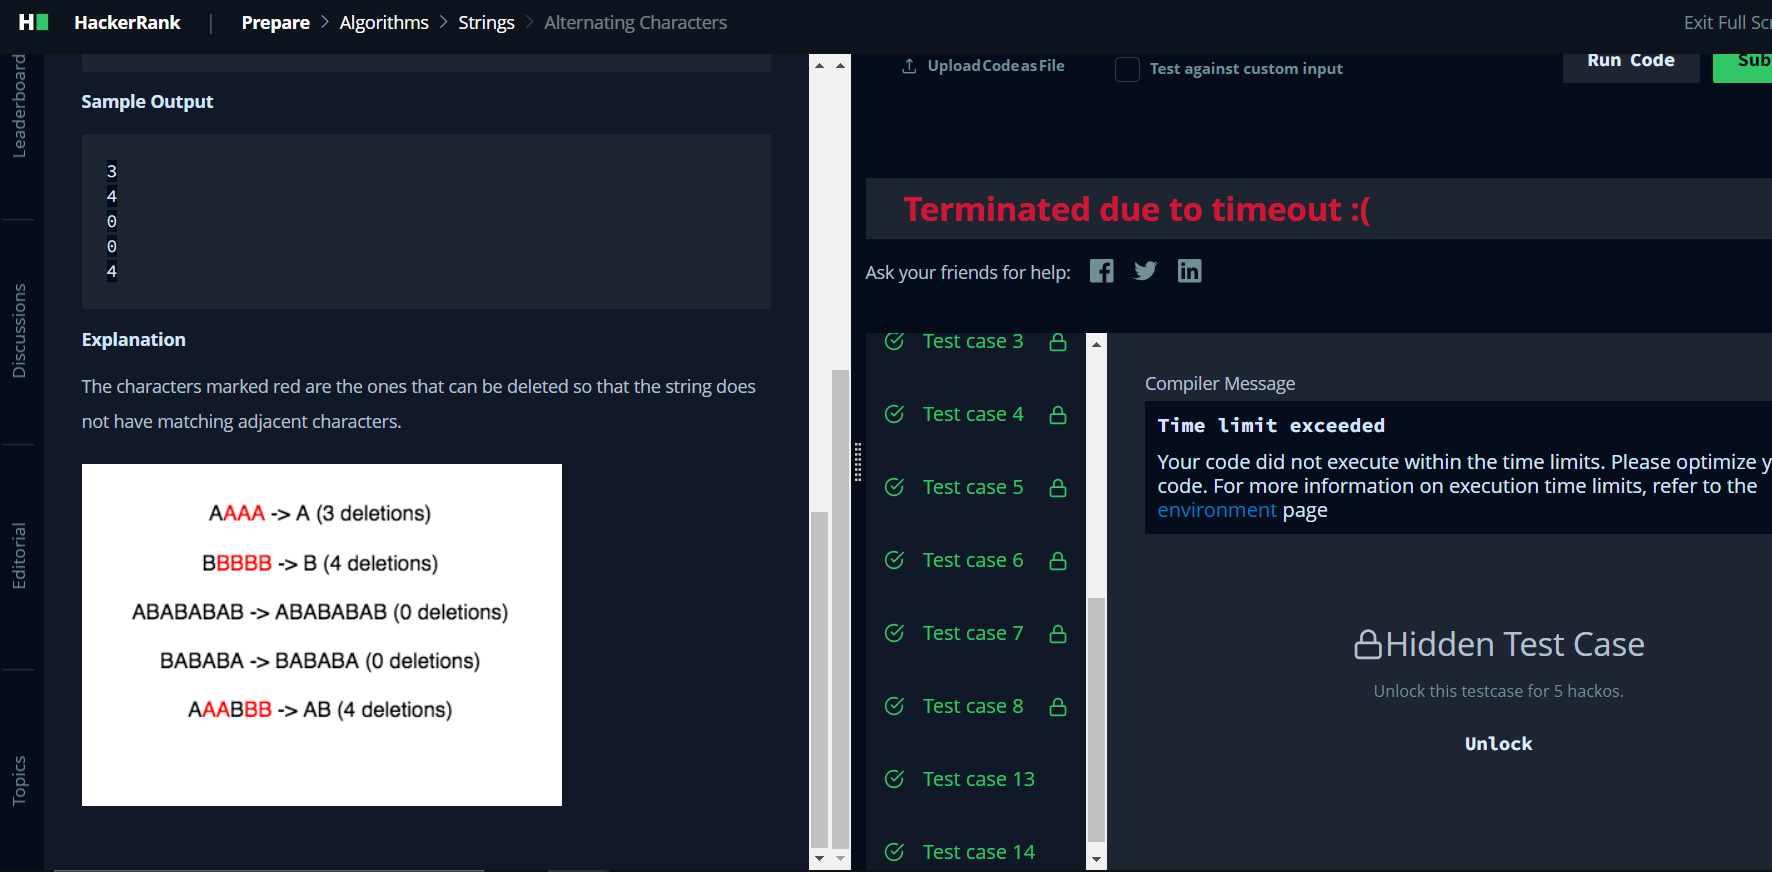 HackerRank | Prepare > Algorithms > Strings > Alternating Characters
Exit Full Scr
Leaderboard
Discussions
Editorial
Topics
Sample Output
3
4
0
0
4
Explanation
The characters marked red are the ones that can be deleted so that the string does
not have matching adjacent characters.
AAAA -> A (3 deletions)
BBBBB -> B (4 deletions)
ABABABAB -> ABABABAB (0 deletions)
BABABA -> BABABA (0 deletions)
AAABBB -> AB (4 deletions)
Upload Code as File
Test against custom input
Run Code
Sub
Terminated due to timeout :(
Ask your friends for help:
Test case 3
Test case 4
Test case 5
Test case 6
Test case 7
Test case 8
Test case 13
Test case 14
Compiler Message
Time limit exceeded
Your code did not execute within the time limits. Please optimize y
code. For more information on execution time limits, refer to the
environment page
Hidden Test Case
Unlock this testcase for 5 hackos.
Unlock